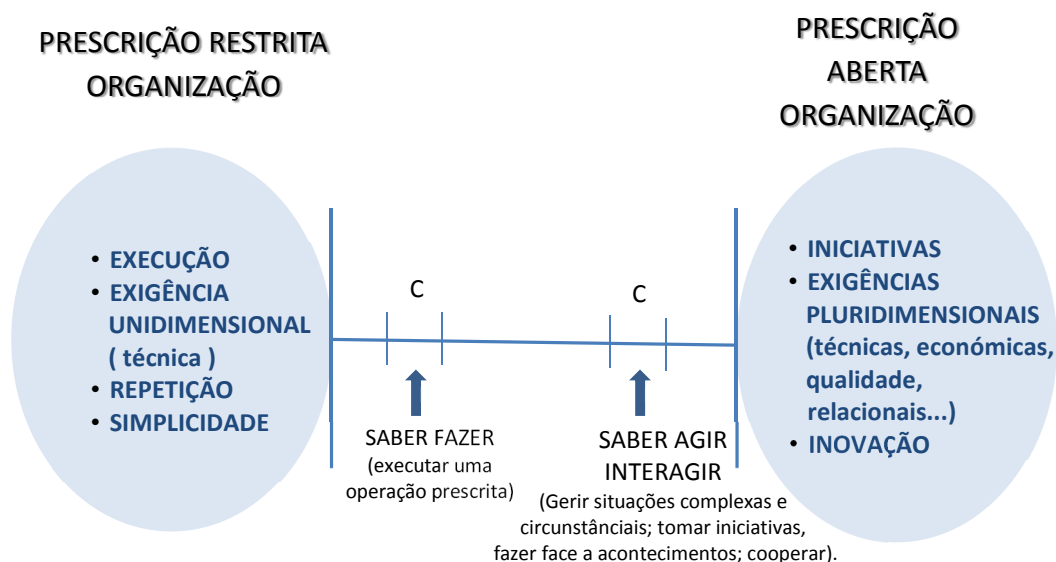 PRESCRIÇÃO RESTRITA
ORGANIZAÇÃO
PRESCRIÇÃO
ABERTA
ORGANIZAÇÃO
• EXECUÇÃO
• EXIGÊNCIA
UNIDIMENSIONAL
( técnica )
• REPETIÇÃO
• SIMPLICIDADE
C
SABER FAZER
(executar uma
operação prescrita)
C
SABER AGIR
INTERAGIR
(Gerir situações complexas e
circunstânciais; tomar iniciativas,
fazer face a acontecimentos; cooperar).
• INICIATIVAS
• EXIGÊNCIAS
PLURIDIMENSIONAIS
(técnicas, económicas,
qualidade,
relacionais...)
• INOVAÇÃO